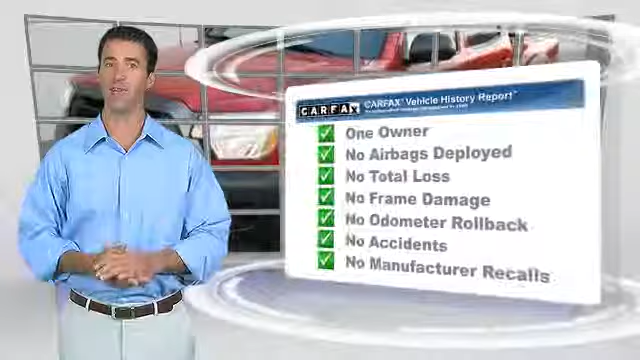 CARFAX CARFAX Vehicle History Report™
One Owner
No Airbags Deployed
No Total Loss
No Frame Damage
No Odometer Rollback
No Accidents
No Manufacturer Recalls